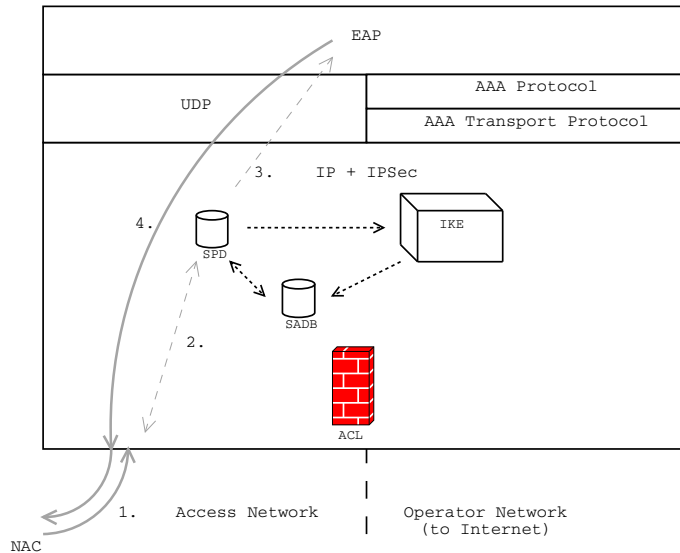 EAP
UDP
AAA Protocol
AAA Transport Protocol
3.
IP + IPSec
4.
IKE
SPD
SADB
2.
ACL
1.
Access Network
Operator Network
(to Internet)
NAC